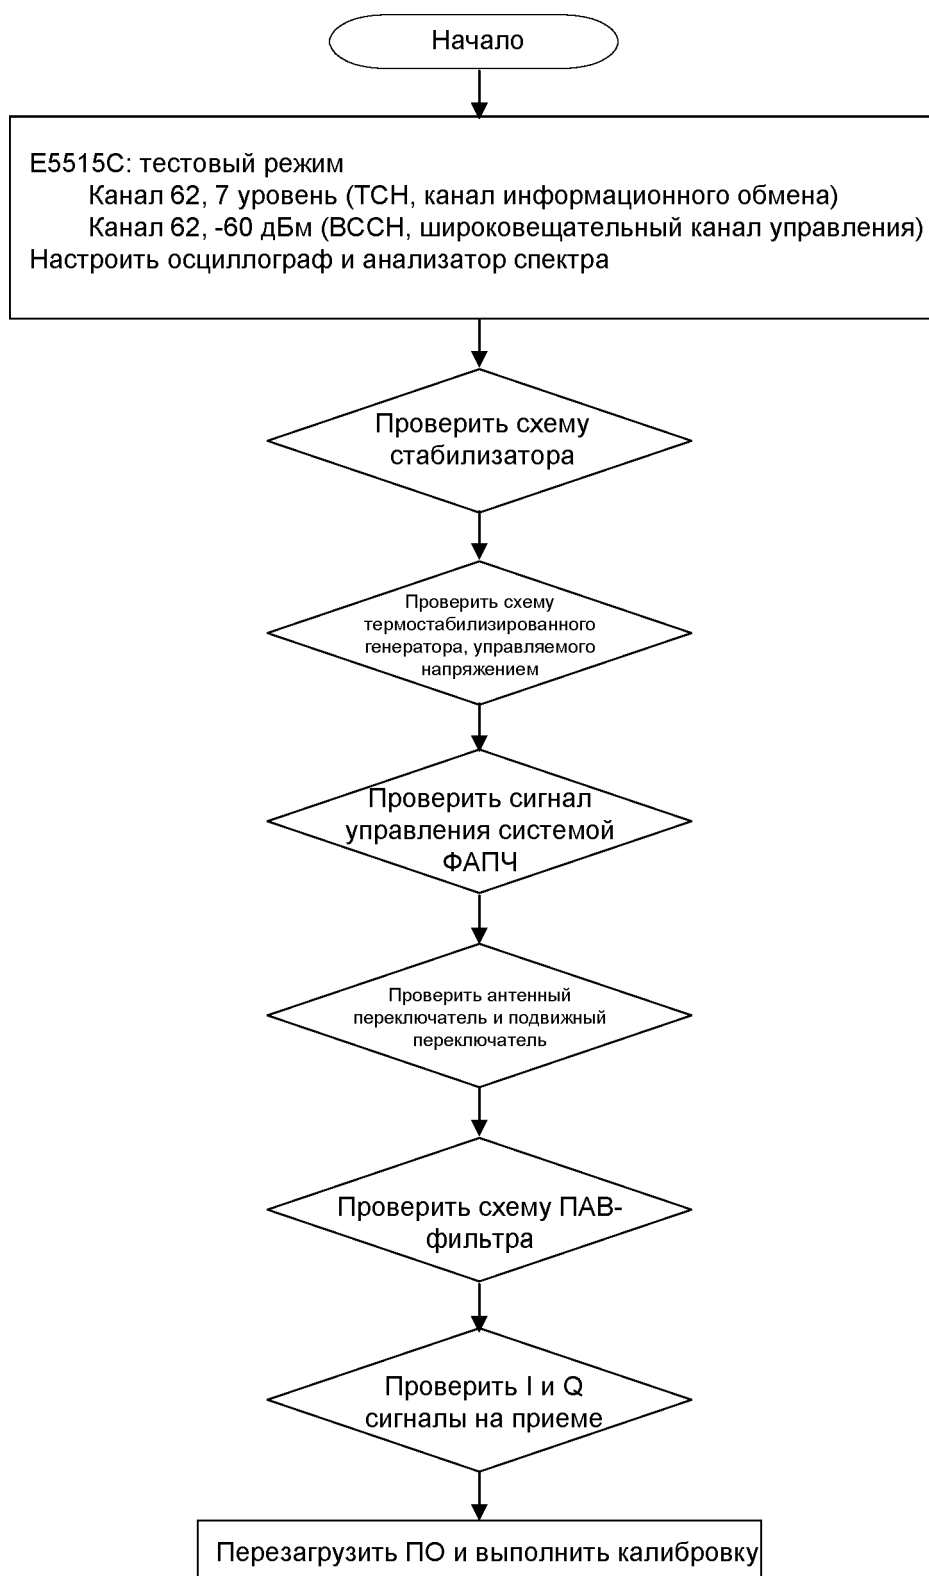 Начало
E5515C: тестовый режим
Канал 62, 7 уровень (TCH, канал информационного обмена)
Канал 62, -60 дБм (BCCH, широковещательный канал управления)
Настроить осциллограф и анализатор спектра
Проверить схему
стабилизатора
Проверить схему
термостабилизированного
генератора, управляемого
напряжением
Проверить сигнал
управления системой
ФАПЧ
Проверить антенный
переключатель и подвижный
переключатель
Проверить схему ПАВ-
фильтра
Проверить I и Q
сигналы на приеме
Перезагрузить ПО и выполнить калибровку